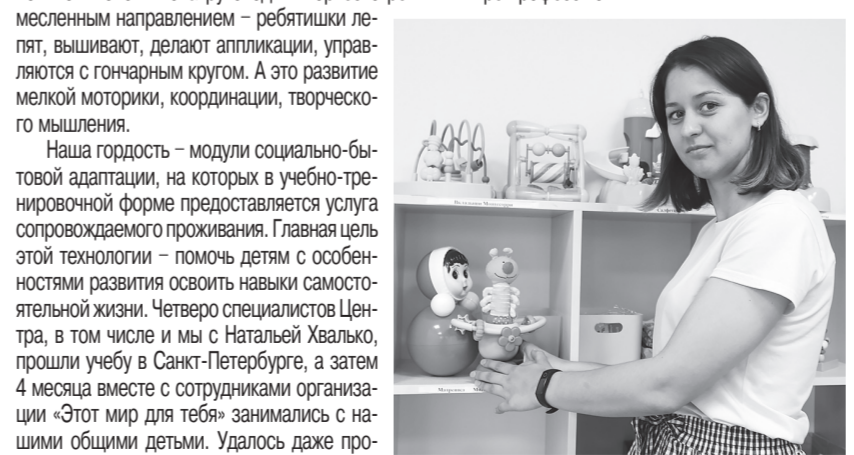 месленным направлением – ребятишки ле-
пят, вышивают, делают аппликации, управ-
ляются с гончарным кругом. А это развитие
мелкой моторики, координации, творческо-
го мышления.
Наша гордость – модули социально-бы-
товой адаптации, на которых в учебно-тре-
нировочной форме предоставляется услуга
сопровождаемого проживания. Главная цель
этой технологии – помочь детям с особен-
ностями развития освоить навыки самосто-
ятельной жизни. Четверо специалистов Цен-
тра, в том числе и мы с Натальей Хвалько,
прошли учебу в Санкт-Петербурге, а затем
4 месяца вместе с сотрудниками организа-
ции «Этот мир для тебя» занимались с на-
шими общими детьми. Удалось даже про-